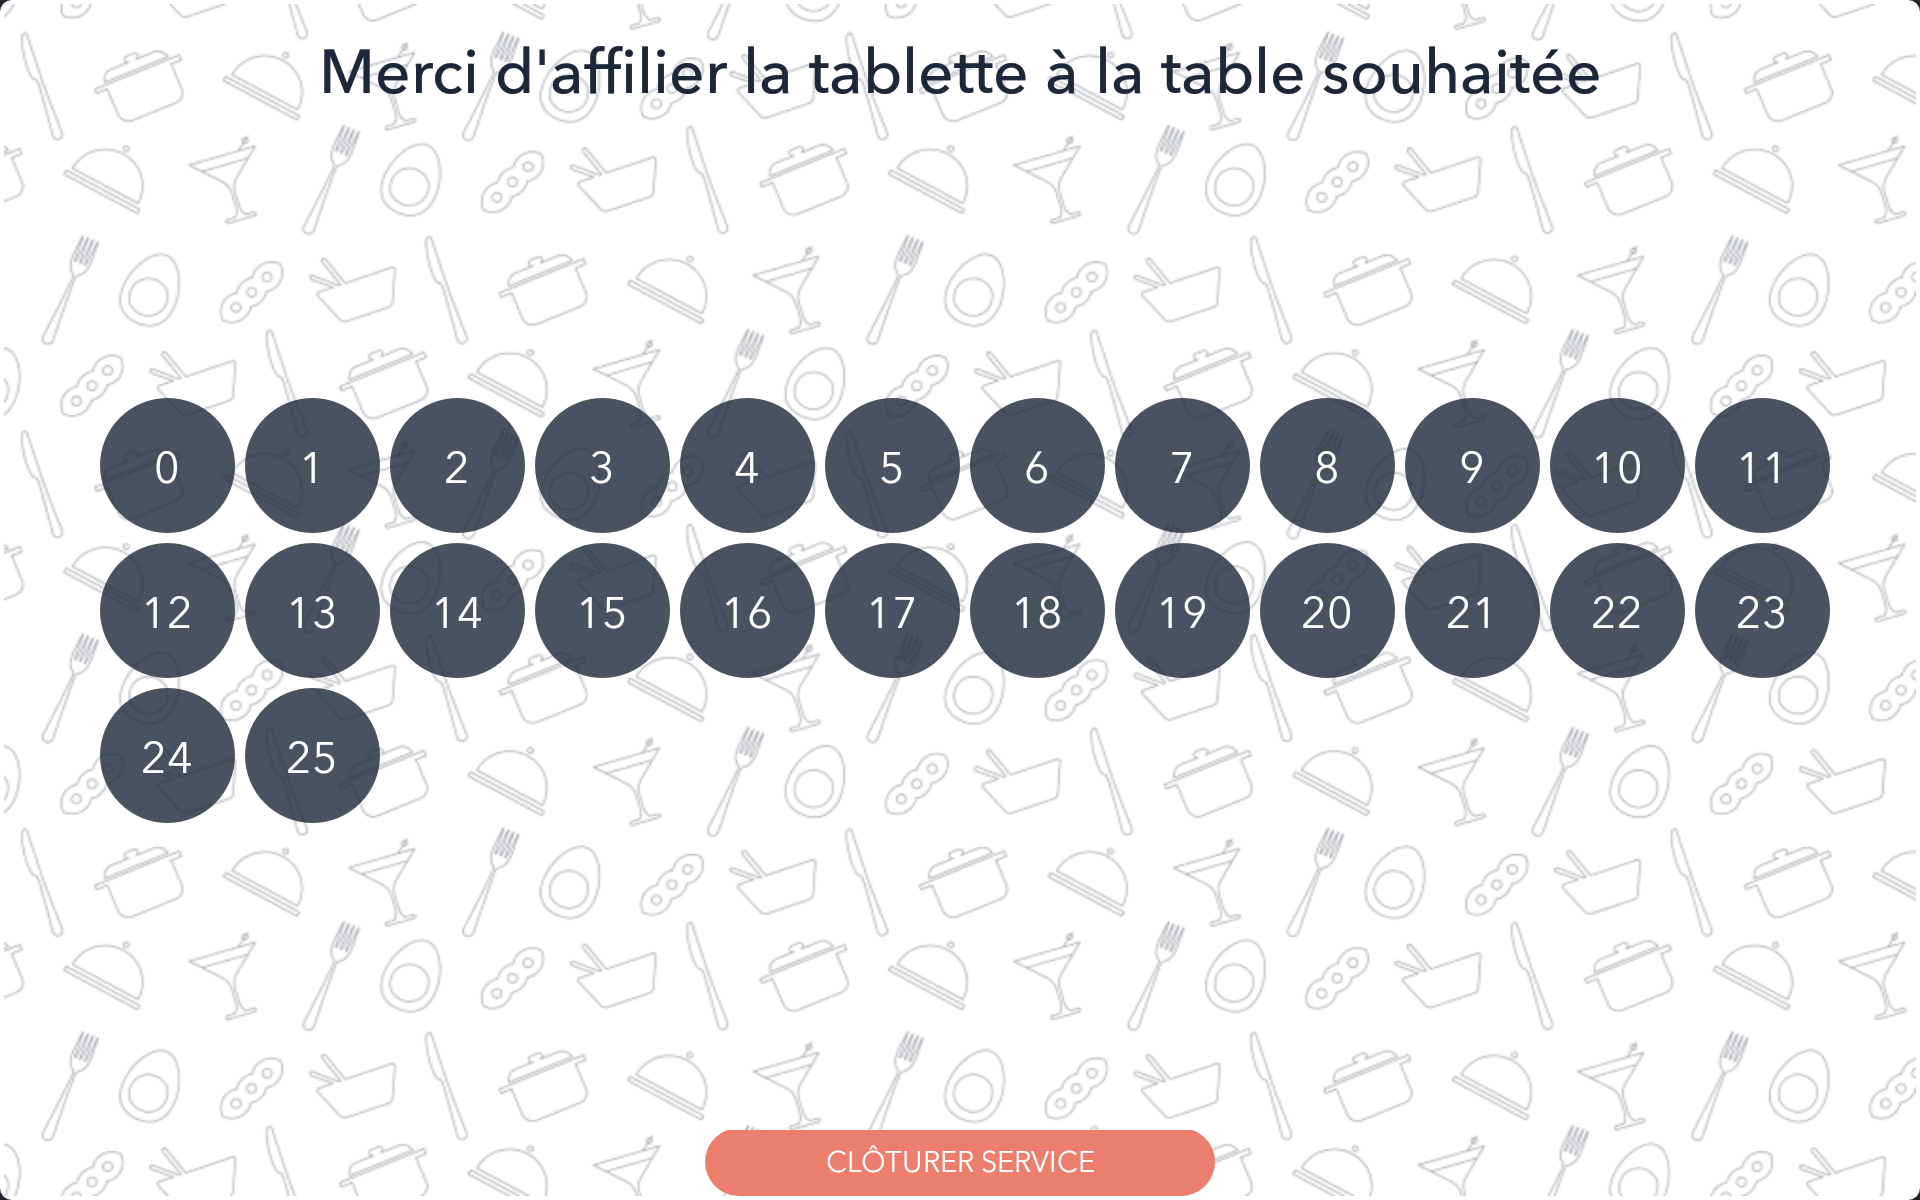 Merci d'affilier la tablette à la table souhaitée
0 1 2 3 4 5 6 7 8 9 10 11
12 13 14 15 16 17 18 19 20 21 22 23
24 25
CLÔTURER SERVICE